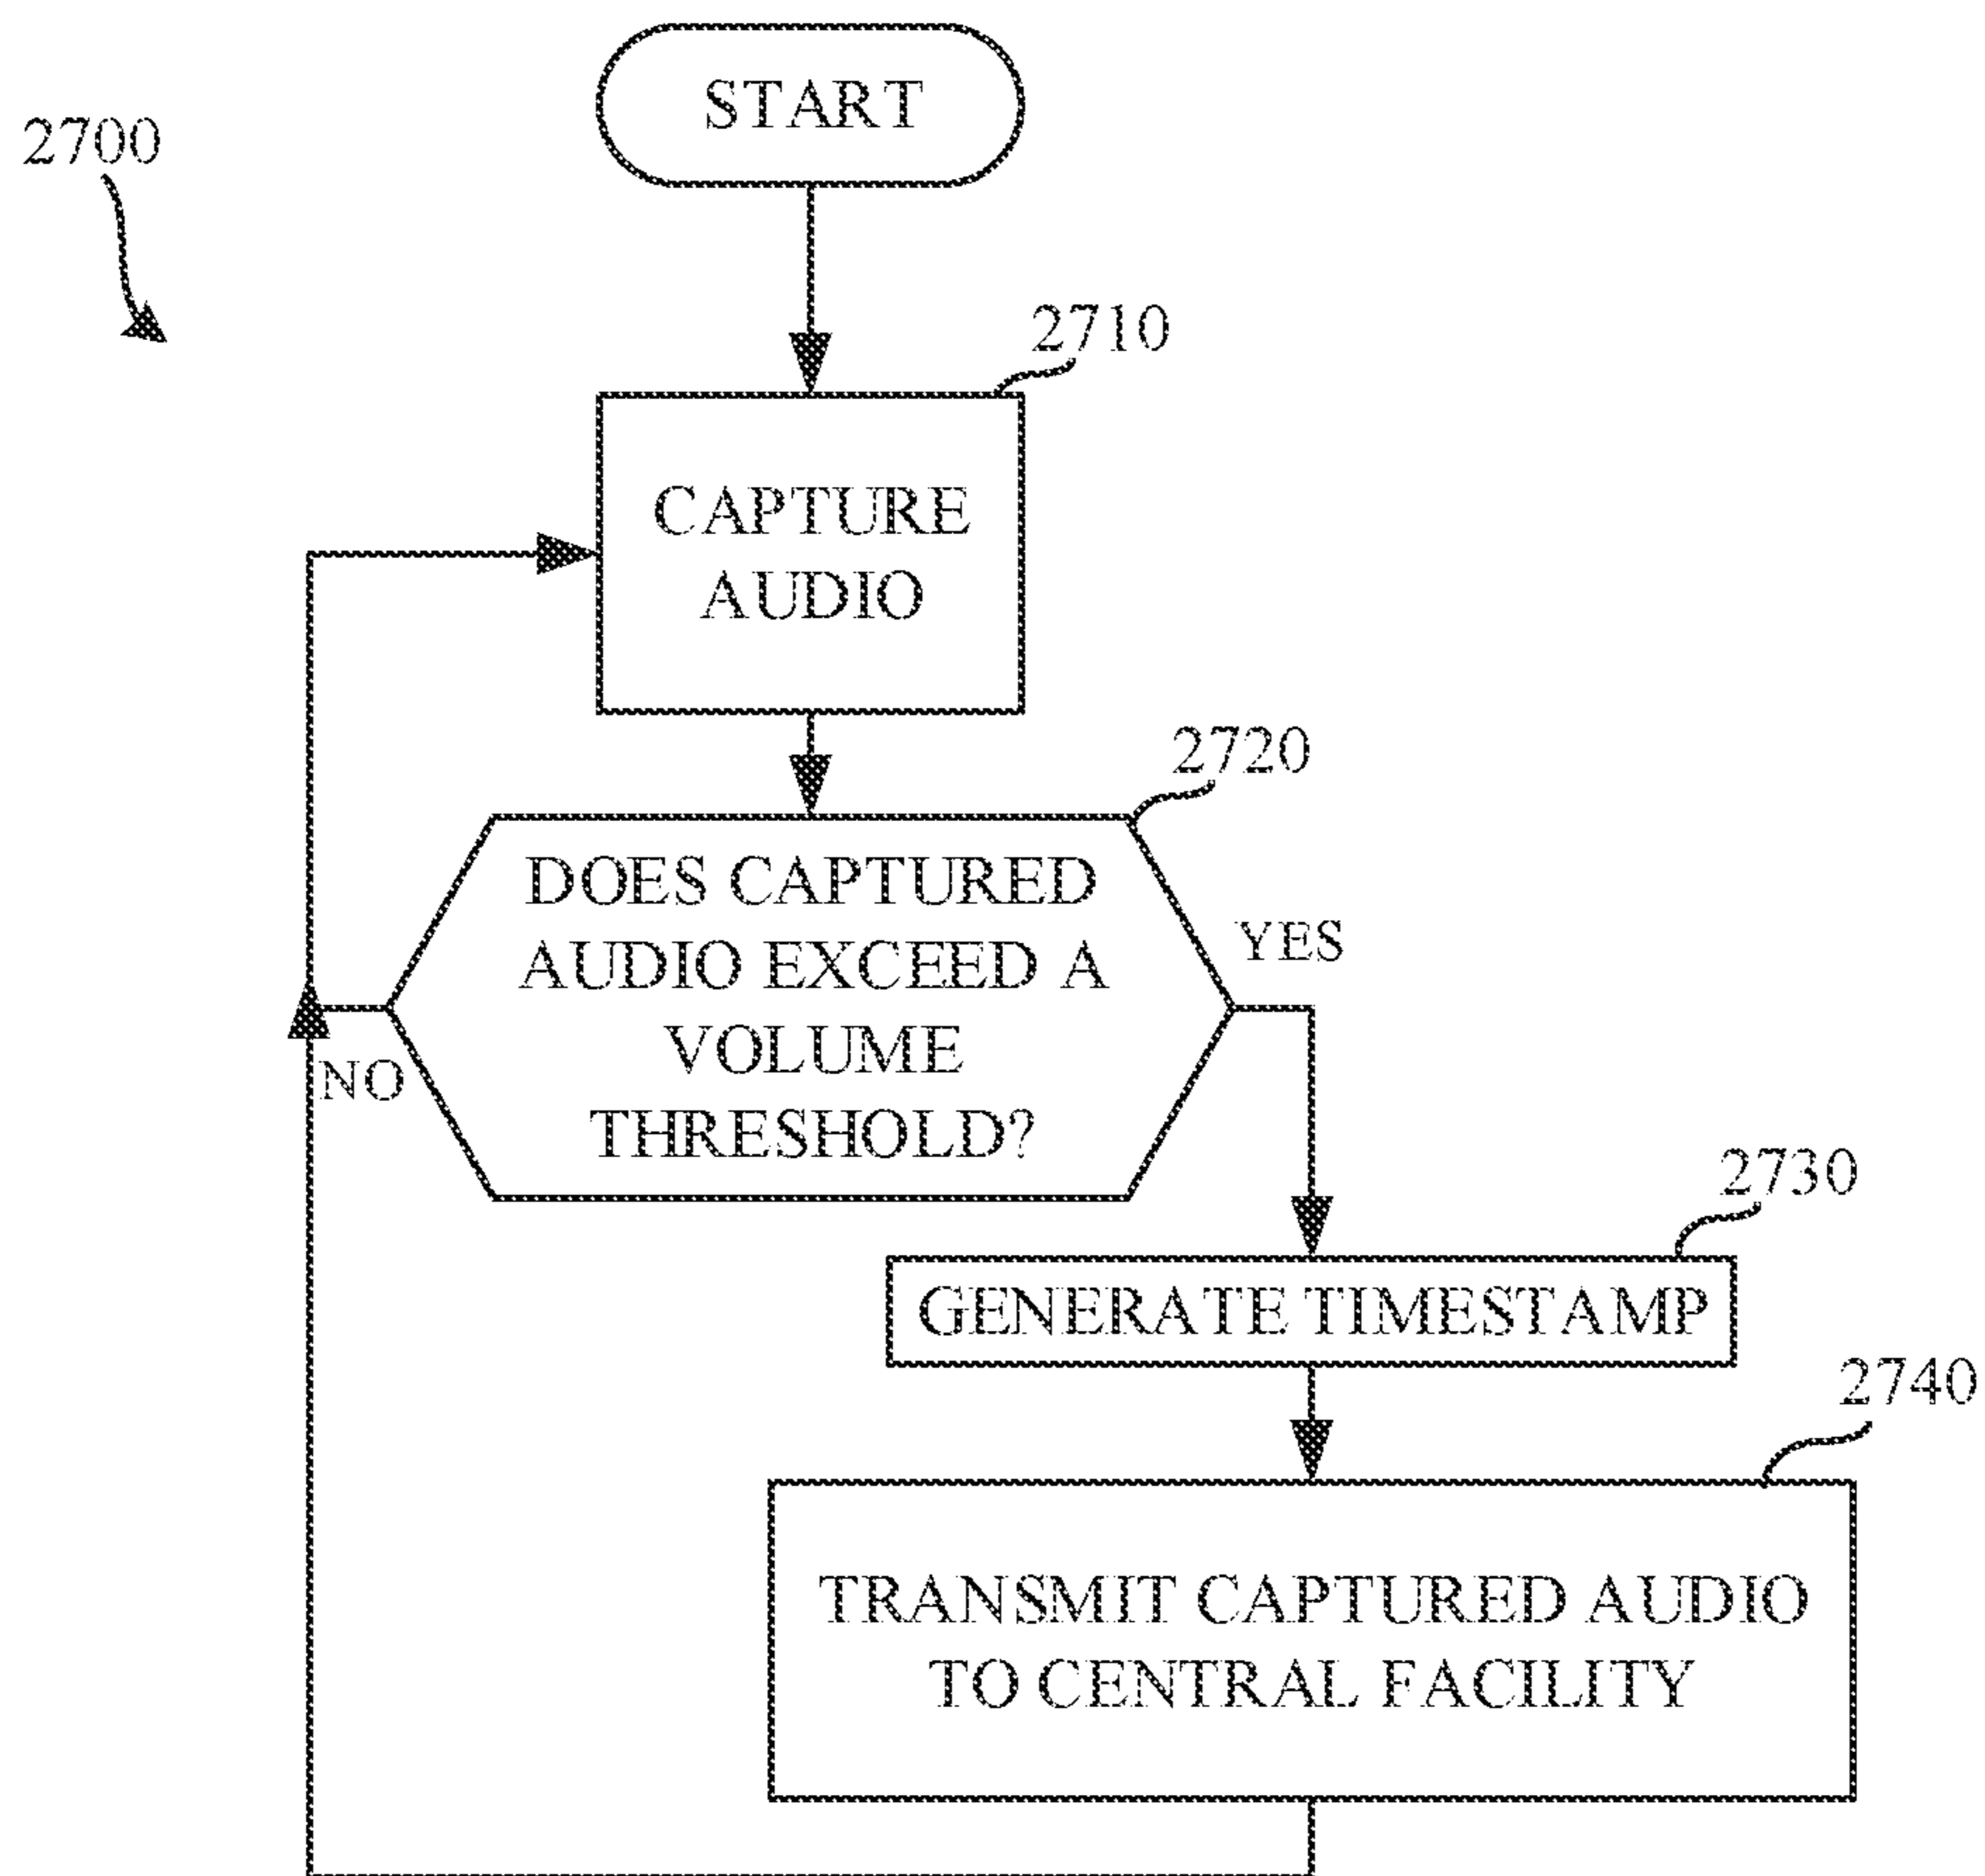 START
2700
2710
CAPTURE
AUDIO
2720
DOES CAPTURED
AUDIO EXCEED A
VOLUME
THRESHOLD?
YES
NO
2730
GENERATE TIMESTAMP
2740
TRANSMIT CAPTURED AUDIO
TO CENTRAL FACILITY